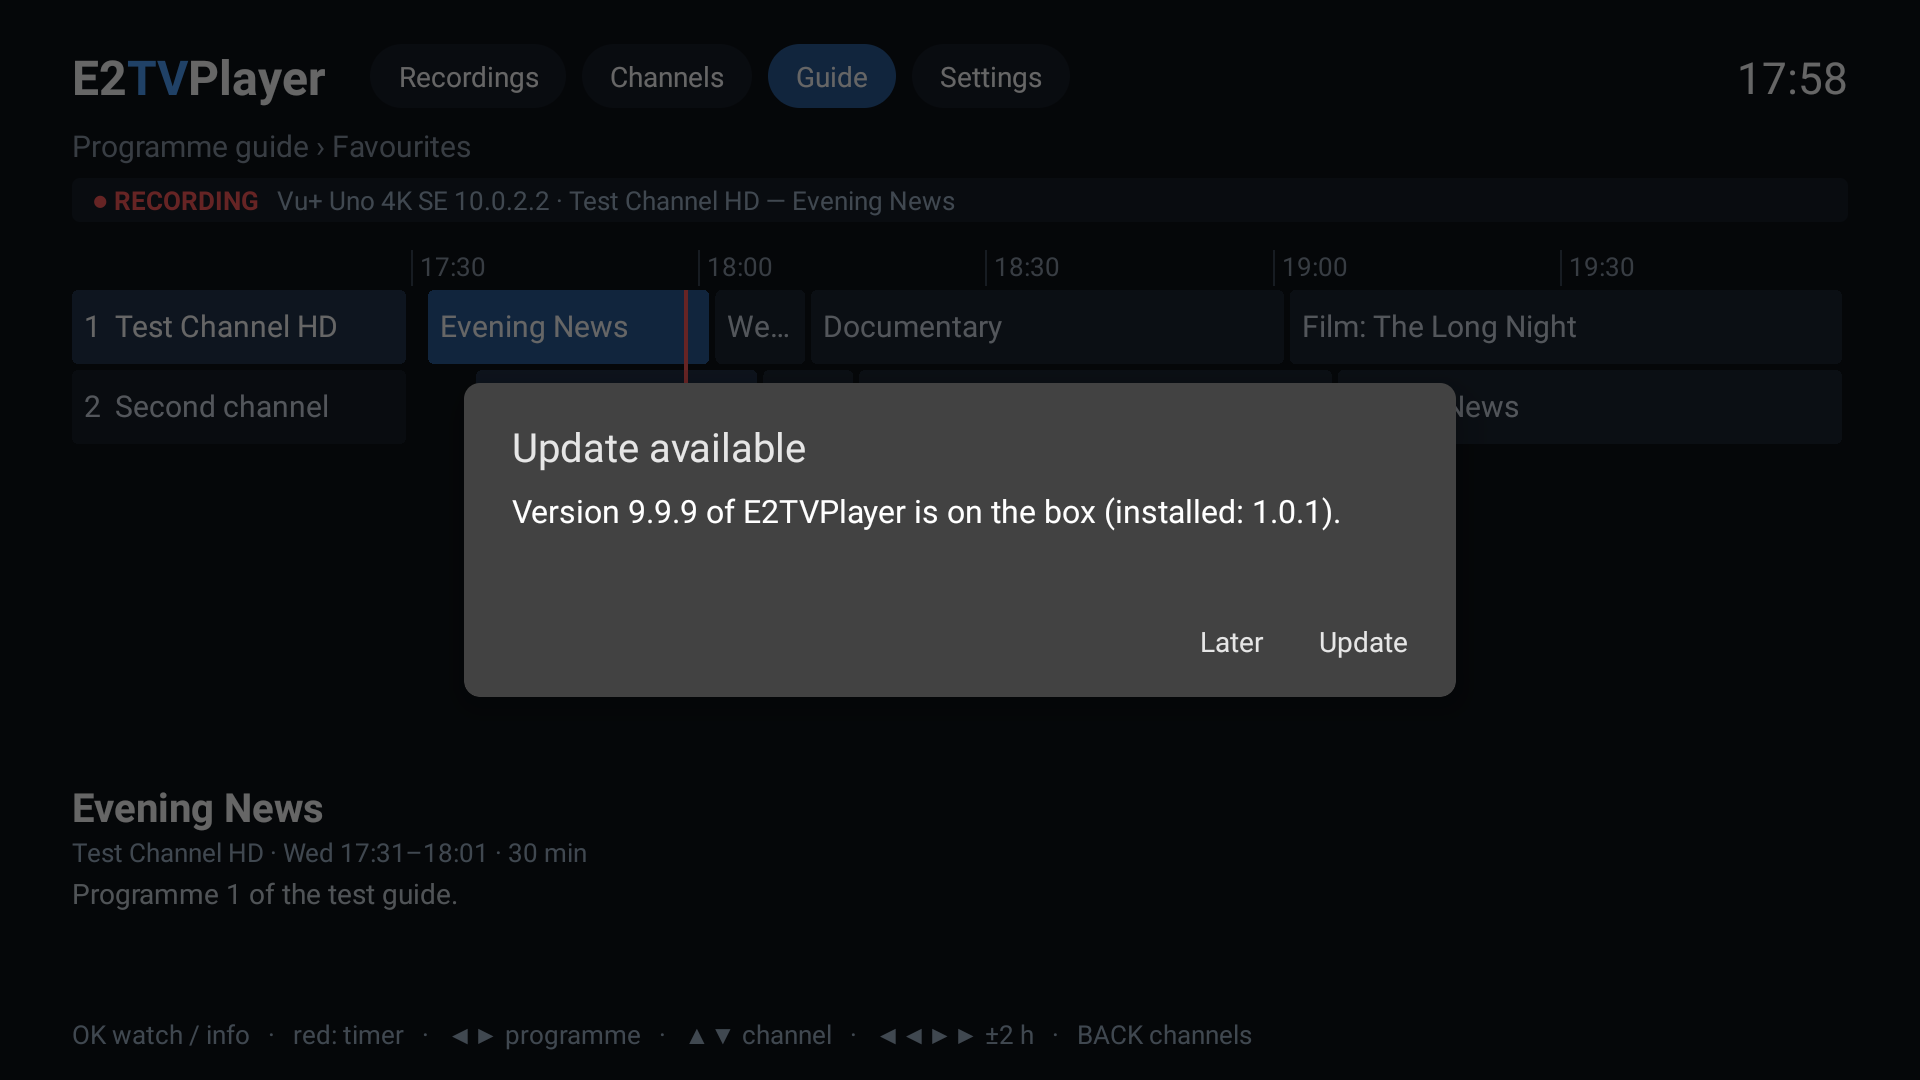 E2TVPlayer Recordings Channels Guide Settings 17:58
Programme guide › Favourites
● RECORDING Vu+ Uno 4K SE 10.0.2.2 · Test Channel HD — Evening News
17:30 18:00 18:30 19:00 19:30
1 Test Channel HD Evening News We... Documentary Film: The Long Night
2 Second channel News
Update available
Version 9.9.9 of E2TVPlayer is on the box (installed: 1.0.1).
Later Update
Evening News
Test Channel HD · Wed 17:31–18:01 · 30 min
Programme 1 of the test guide.
OK watch / info · red: timer · ◄ ► programme · ▲ ▼ channel · ◄ ◄ ► ► ±2 h · BACK channels